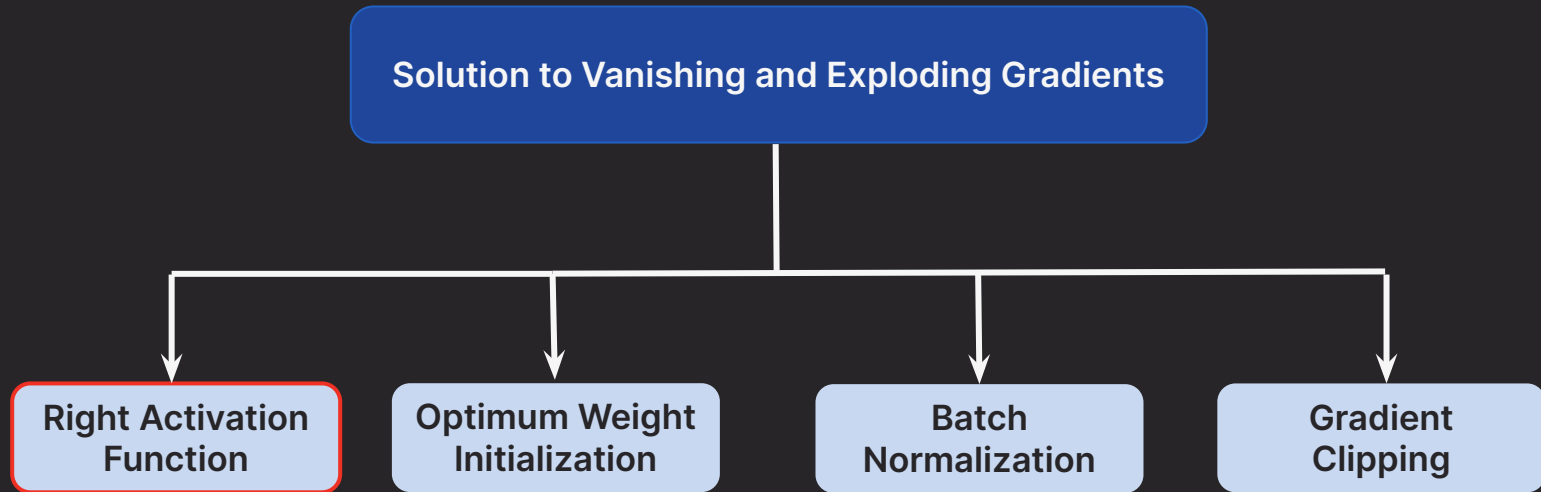 Solution to Vanishing and Exploding Gradients
Right Activation
Function
Optimum Weight
Initialization
Batch
Normalization
Gradient
Clipping